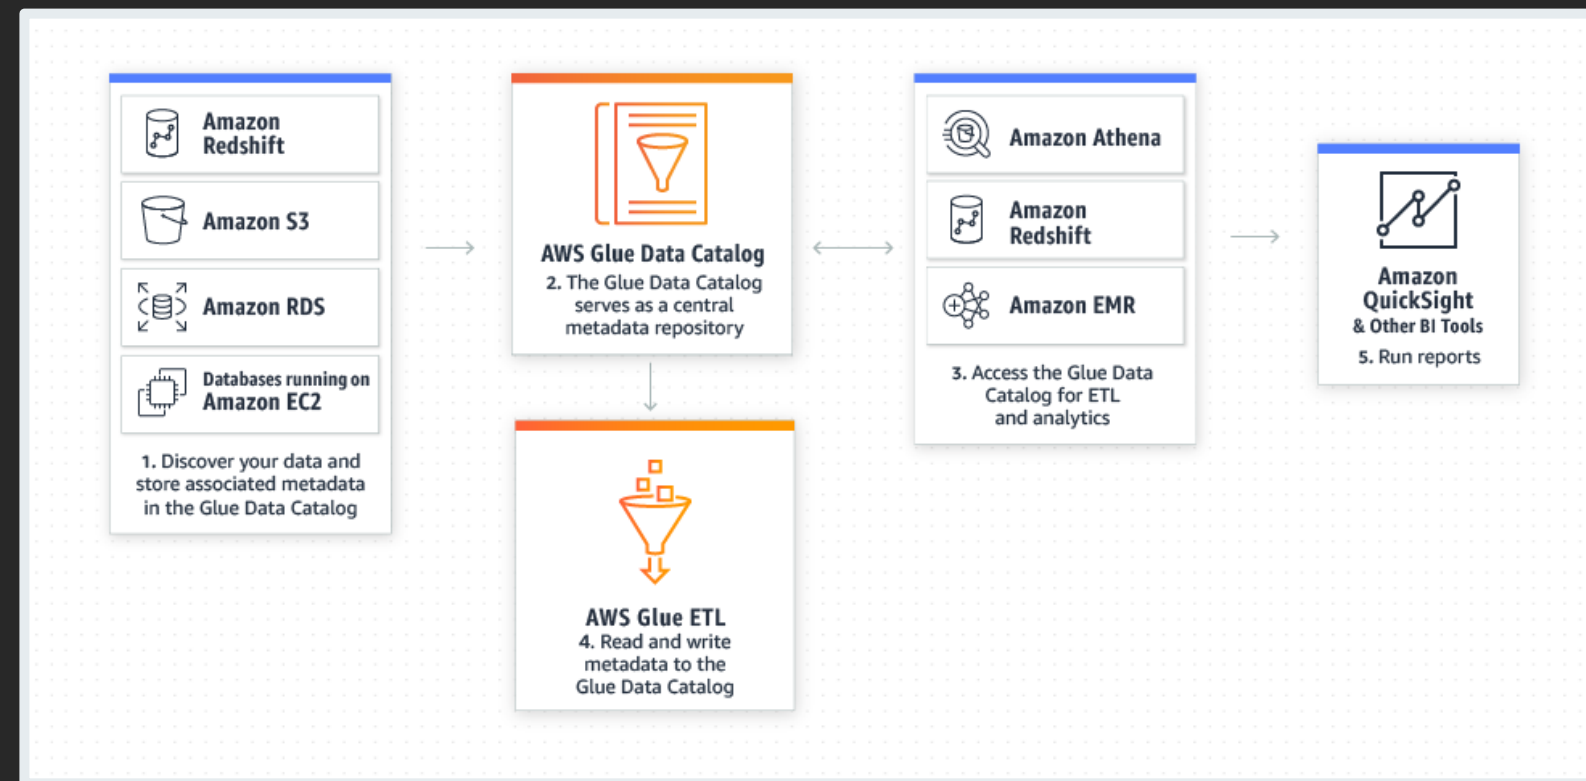 Amazon
Redshift
Amazon S3
Amazon RDS
Databases running on
Amazon EC2
1. Discover your data and
store associated metadata
in the Glue Data Catalog
AWS Glue Data Catalog
2. The Glue Data Catalog
serves as a central
metadata repository
AWS Glue ETL
4. Read and write
metadata to the
Glue Data Catalog
Amazon Athena
Amazon
Redshift
Amazon EMR
3. Access the Glue Data
Catalog for ETL
and analytics
Amazon
QuickSight
& Other BI Tools
5. Run reports